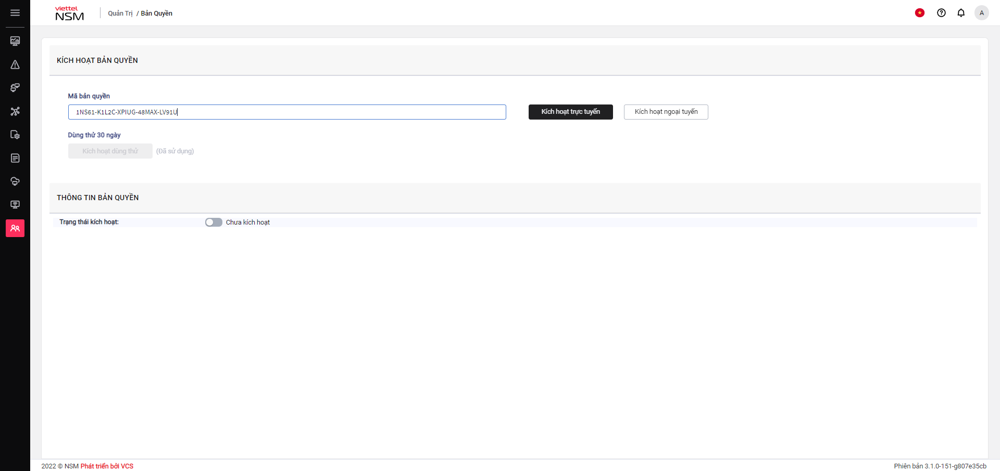 viettel
NSM
Quản Trị / Bản Quyền
A
KÍCH HOẠT BẢN QUYỀN
Mã bản quyền
1NS61-K1L2C-XPIUG-48MAX-LV91U
Kích hoạt trực tuyến
Kích hoạt ngoại tuyến
Dùng thử 30 ngày
Kích hoạt dùng thử (Đã sử dụng)
THÔNG TIN BẢN QUYỀN
Trạng thái kích hoạt: Chưa kích hoạt
2022 © NSM Phát triển bởi VCS
Phiên bản 3.1.0-151-g807e35cb